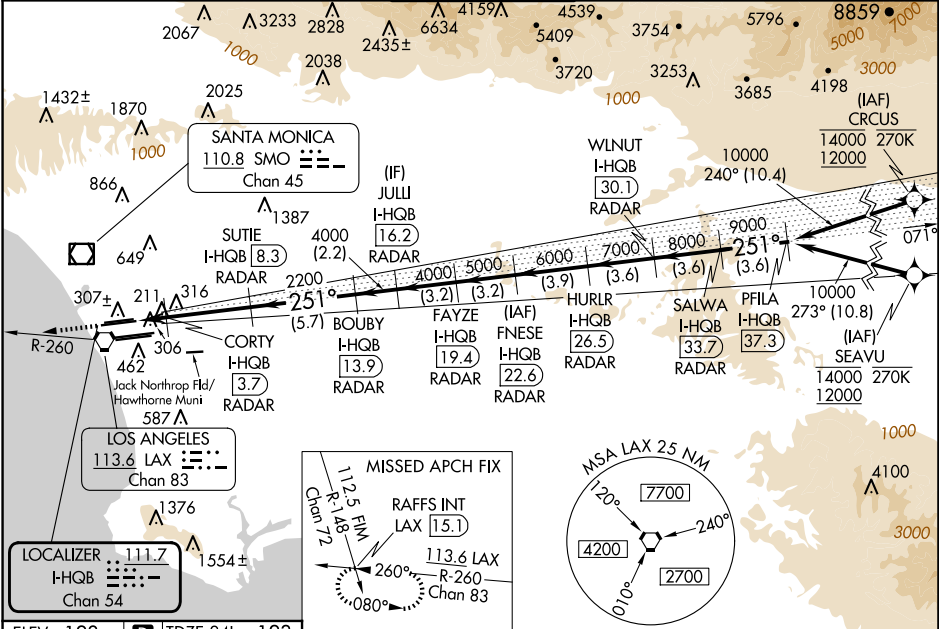 2067
3233
2828
2435±
6634
4159
5409
4539
3720
3754
3253
5796
3685
4198
8859
7000
5000
3000
1000
1000
2038
1432±
1870
2025
1000
866
649
1387
SANTA MONICA
110.8 SMO
Chan 45
(IAF)
CRCUS
14000 270K
12000
10000
240° (10.4)
071°
WLNUT
I-HQB
30.1
RADAR
(IF)
JULLI
I-HQB
16.2
RADAR
SUTIE
I-HQB 8.3
RADAR
4000
(2.2)
2200
251°
(5.7)
4000
(3.2)
5000
(3.2)
6000
(3.9)
7000
(3.6)
8000
(3.6)
9000
251°
(3.6)
10000
273° (10.8)
(IAF)
SEAVU
14000 270K
12000
307±
211
316
306
462
R-260
CORTY
I-HQB
3.7
RADAR
BOUBY
I-HQB
13.9
RADAR
FAYZE
I-HQB
19.4
RADAR
(IAF)
FNESE
I-HQB
22.6
RADAR
HURLR
I-HQB
26.5
RADAR
SALWA
I-HQB
33.7
RADAR
PFILA
I-HQB
37.3
RADAR
Jack Northrop Fld/
Hawthorne Muni
587
LOS ANGELES
113.6 LAX
Chan 83
1376
1554±
LOCALIZER 111.7
I-HQB
Chan 54
MISSED APCH FIX
112.5 FIM
R-148
Chan 72
RAFFS INT
LAX 15.1
113.6 LAX
R-260
Chan 83
260°
080°
MSA LAX 25 NM
120°
7700
240°
4200
2700
010°
1000
4100
3000